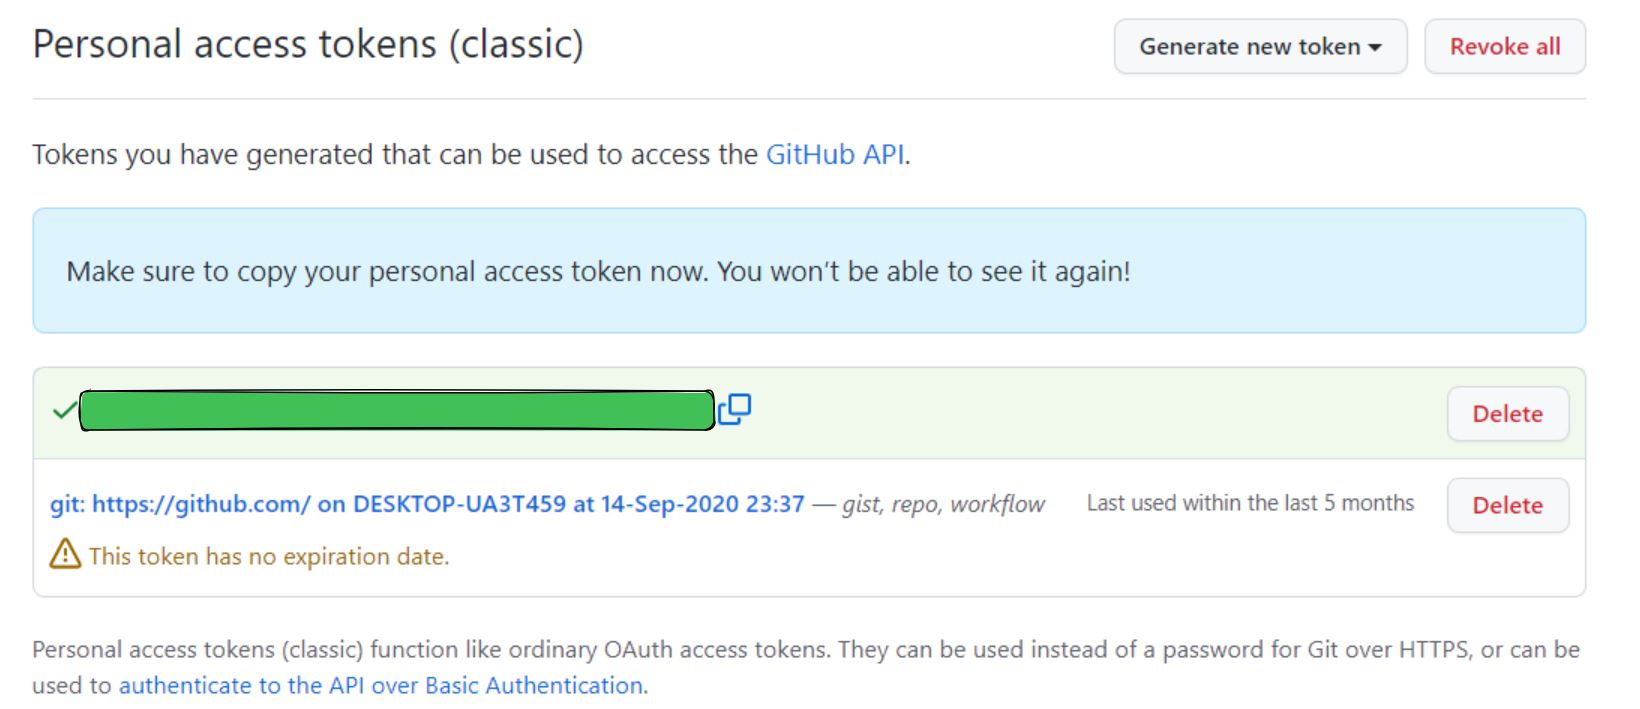 Personal access tokens (classic)
Generate new token
Revoke all
Tokens you have generated that can be used to access the GitHub API.
Make sure to copy your personal access token now. You won’t be able to see it again!
Delete
git: https://github.com/ on DESKTOP-UA3T459 at 14-Sep-2020 23:37 — gist, repo, workflow
Last used within the last 5 months
Delete
This token has no expiration date.
Personal access tokens (classic) function like ordinary OAuth access tokens. They can be used instead of a password for Git over HTTPS, or can be
used to authenticate to the API over Basic Authentication.